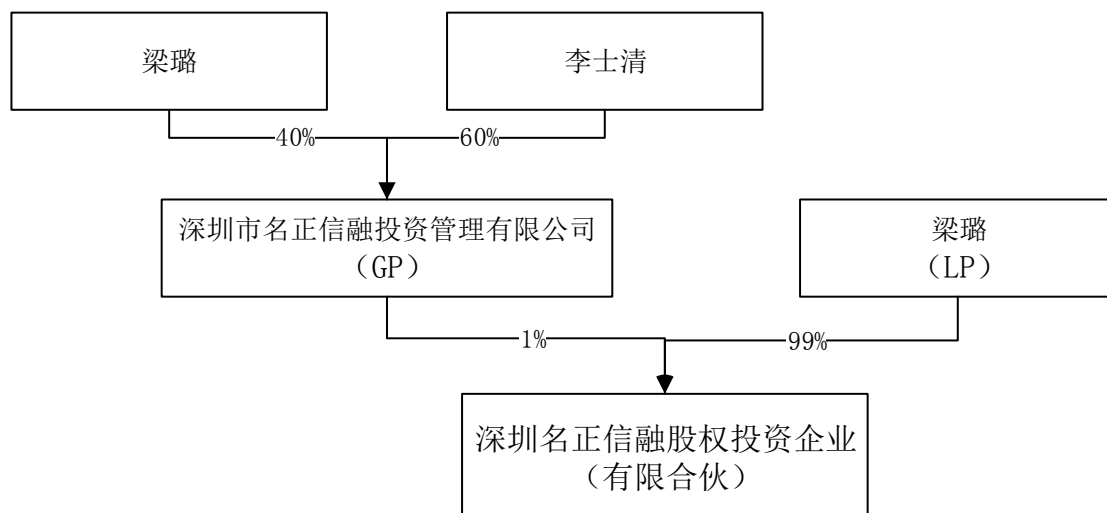 梁璐
李士清
40%
60%
深圳市名正信融投资管理有限公司
（GP）
梁璐
（LP）
1%
99%
深圳名正信融股权投资企业
（有限合伙）